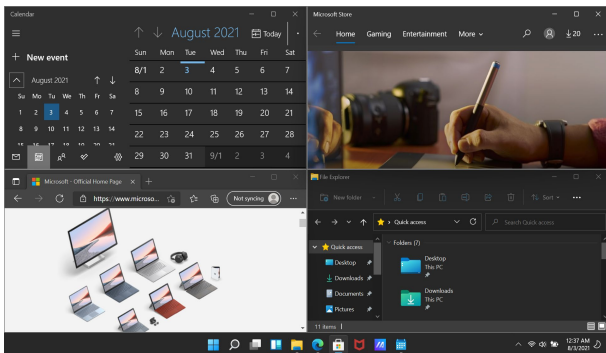 Calendar
August 2021
Today
New event
Sun Mon Tue Wed Thu Fri Sat
August 2021
8/1 2 3 4 5 6 7
Su Mo Tu We Th Fr Sa
1 2 3 4 5 6 7
8 9 10 11 12 13 14
8 9 10 11 12 13 14
15 16 17 18 19 20 21
15 16 17 18 19 20 21
22 23 24 25 26 27 28
29 30 31 9/1 2 3 4
Microsoft Store
Home Gaming Entertainment More
20
Microsoft - Official Home Page
https://www.microso...
Not syncing
File Explorer
New folder
Sort
Quick access
Search Quick access
Quick access
Desktop
Downloads
Documents
Pictures
Folders (7)
Desktop
This PC
Downloads
This PC
11 items
12:37 AM
8/3/2021